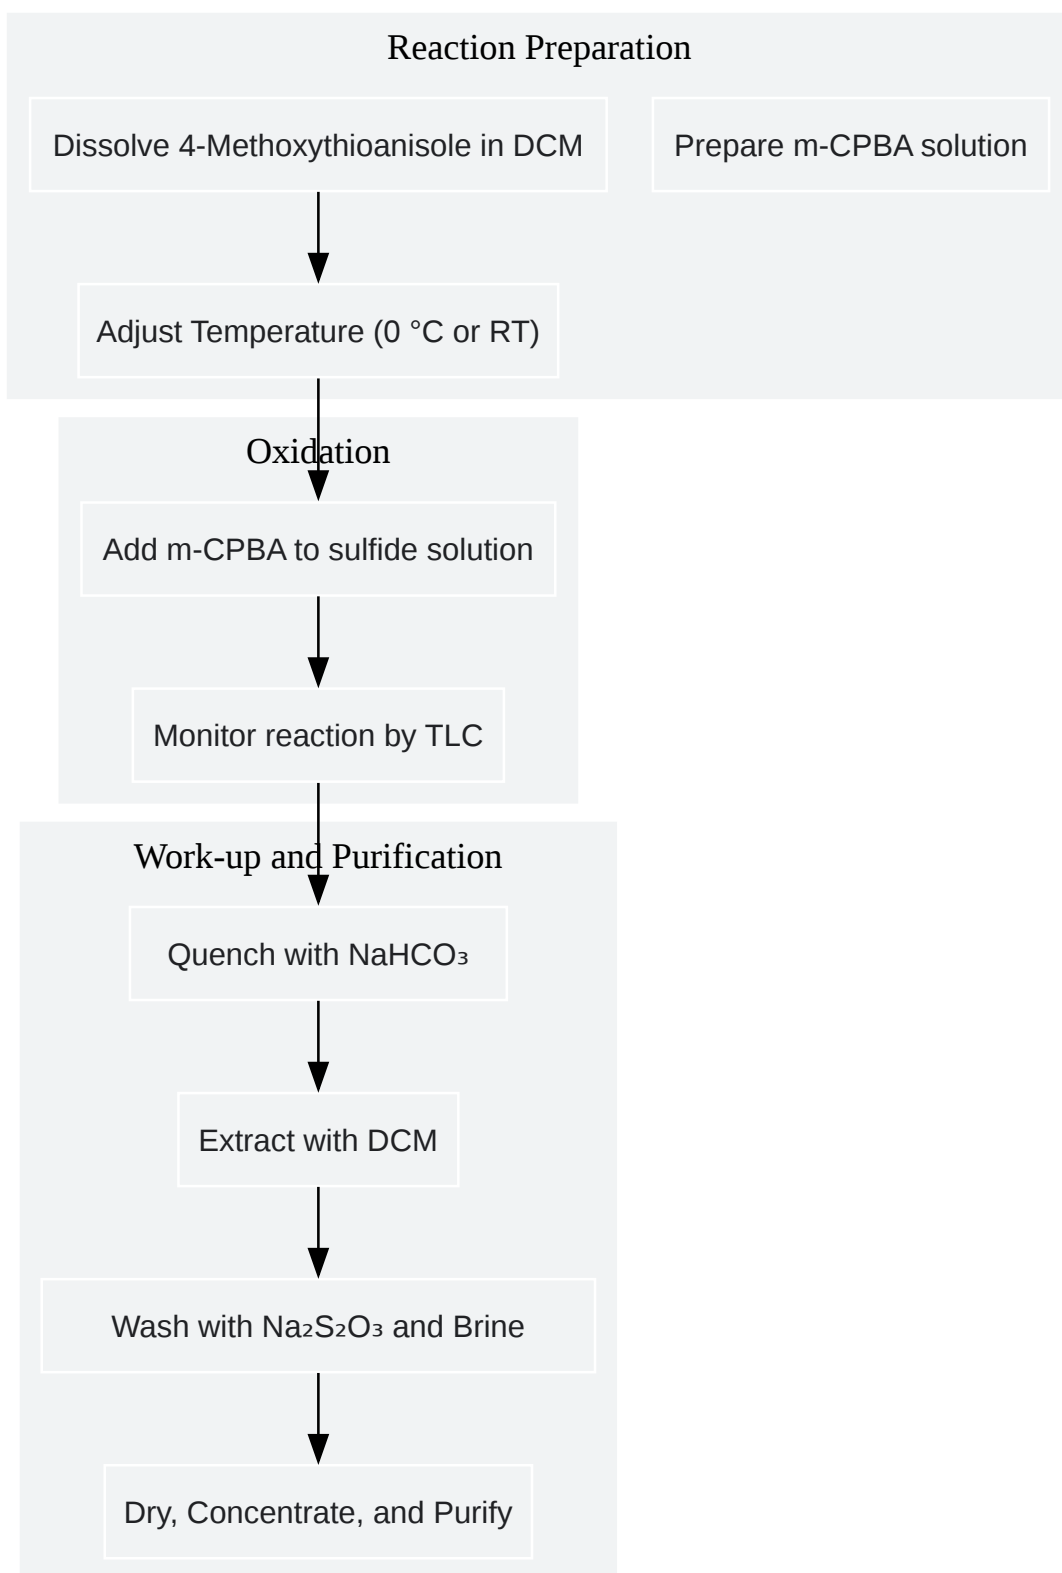 Reaction Preparation
Dissolve 4-Methoxythioanisole in DCM
Prepare m-CPBA solution
Adjust Temperature (0 °C or RT)
Oxidation
Add m-CPBA to sulfide solution
Monitor reaction by TLC
Work-up and Purification
Quench with NaHCO₃
Extract with DCM
Wash with Na₂S₂O₃ and Brine
Dry, Concentrate, and Purify